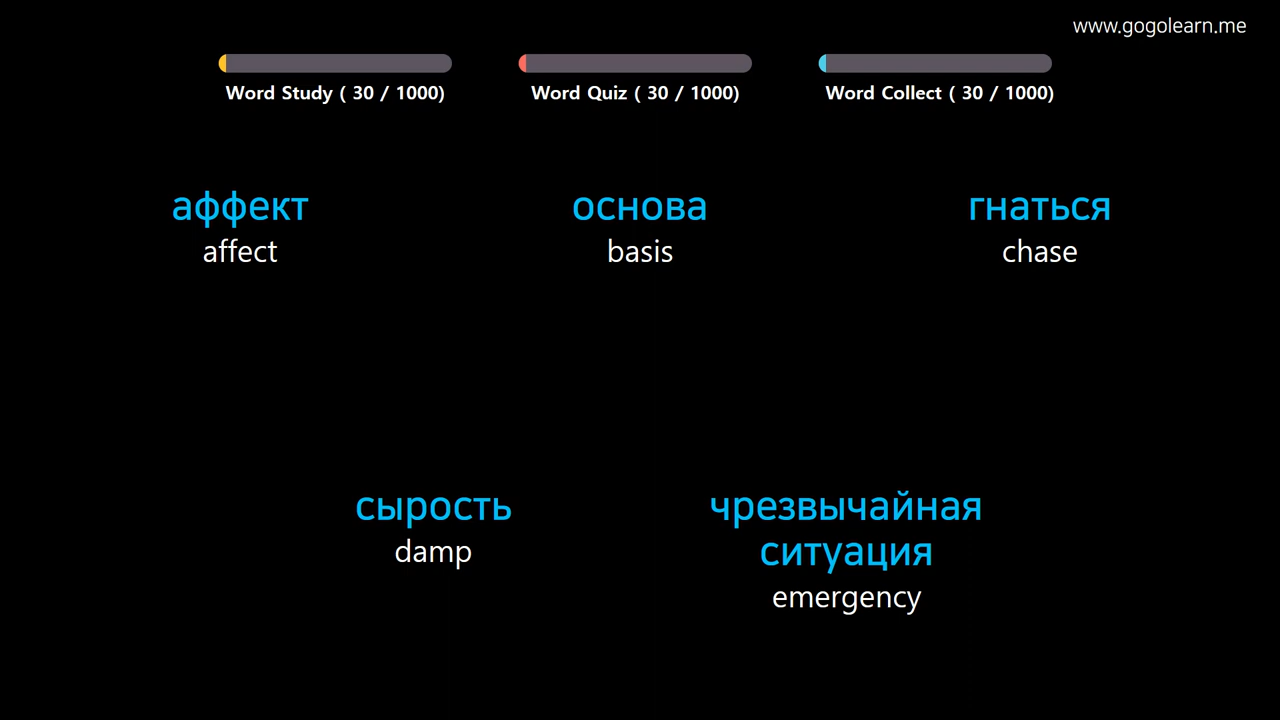 www.gogolearn.me
Word Study ( 30 / 1000)
Word Quiz ( 30 / 1000)
Word Collect ( 30 / 1000)
аффект
affect
основа
basis
гнаться
chase
сырость
damp
чрезвычайная
ситуация
emergency